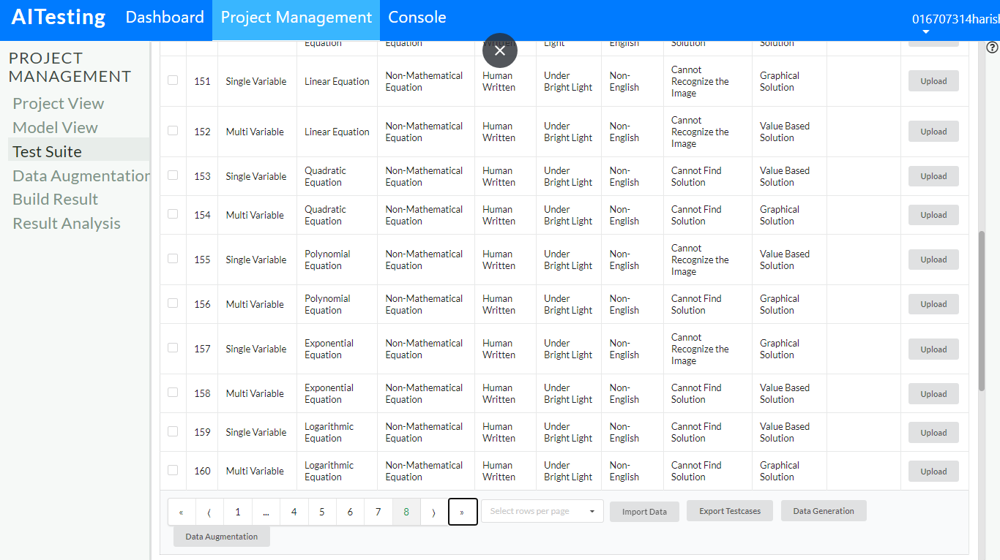 AITesting Dashboard Project Management Console 016707314harish
PROJECT
MANAGEMENT
Project View
Model View
Test Suite
Data Augmentation
Build Result
Result Analysis
Equation Equation Written Light English Solution Solution
151 Single Variable Linear Equation Non-Mathematical Equation Human Written Under Bright Light Non-English Cannot Recognize the Image Graphical Solution Upload
152 Multi Variable Linear Equation Non-Mathematical Equation Human Written Under Bright Light Non-English Cannot Recognize the Image Value Based Solution Upload
153 Single Variable Quadratic Equation Non-Mathematical Equation Human Written Under Bright Light Non-English Cannot Find Solution Value Based Solution Upload
154 Multi Variable Quadratic Equation Non-Mathematical Equation Human Written Under Bright Light Non-English Cannot Find Solution Graphical Solution Upload
155 Single Variable Polynomial Equation Non-Mathematical Equation Human Written Under Bright Light Non-English Cannot Recognize the Image Value Based Solution Upload
156 Multi Variable Polynomial Equation Non-Mathematical Equation Human Written Under Bright Light Non-English Cannot Find Solution Graphical Solution Upload
157 Single Variable Exponential Equation Non-Mathematical Equation Human Written Under Bright Light Non-English Cannot Recognize the Image Graphical Solution Upload
158 Multi Variable Exponential Equation Non-Mathematical Equation Human Written Under Bright Light Non-English Cannot Find Solution Value Based Solution Upload
159 Single Variable Logarithmic Equation Non-Mathematical Equation Human Written Under Bright Light Non-English Cannot Find Solution Value Based Solution Upload
160 Multi Variable Logarithmic Equation Non-Mathematical Equation Human Written Under Bright Light Non-English Cannot Find Solution Graphical Solution Upload
« ⟨ 1 ... 4 5 6 7 8 ⟩ » Select rows per page Import Data Export Testcases Data Generation
Data Augmentation